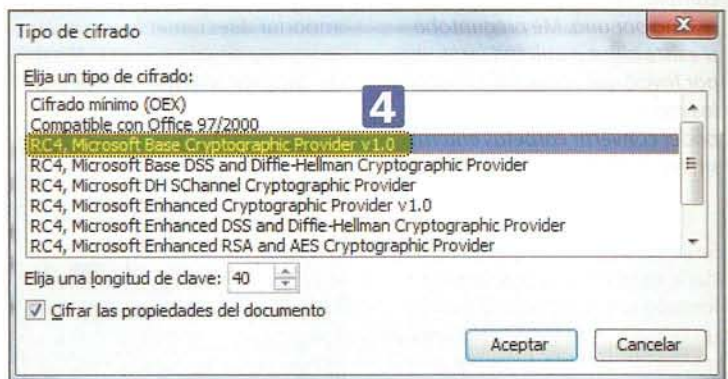 Tipo de cifrado
Elija un tipo de cifrado:
Cifrado mínimo (OEX)
4
Compatible con Office 97/2000
RC4, Microsoft Base Cryptographic Provider v1.0
RC4, Microsoft Base DSS and Diffie-Hellman Cryptographic Provider
RC4, Microsoft DH SChannel Cryptographic Provider
RC4, Microsoft Enhanced Cryptographic Provider v1.0
RC4, Microsoft Enhanced DSS and Diffie-Hellman Cryptographic Provider
RC4, Microsoft Enhanced RSA and AES Cryptographic Provider
Elija una longitud de clave: 40
Cifrar las propiedades del documento
Aceptar Cancelar